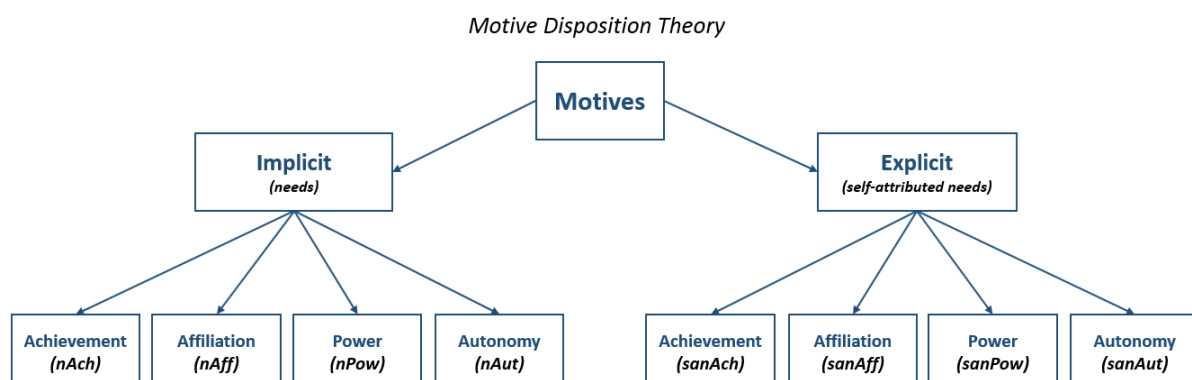 Motive Disposition Theory
Motives
Implicit
(needs)
Explicit
(self-attributed needs)
Achievement
(nAch)
Affiliation
(nAff)
Power
(nPow)
Autonomy
(nAut)
Achievement
(sanAch)
Affiliation
(sanAff)
Power
(sanPow)
Autonomy
(sanAut)